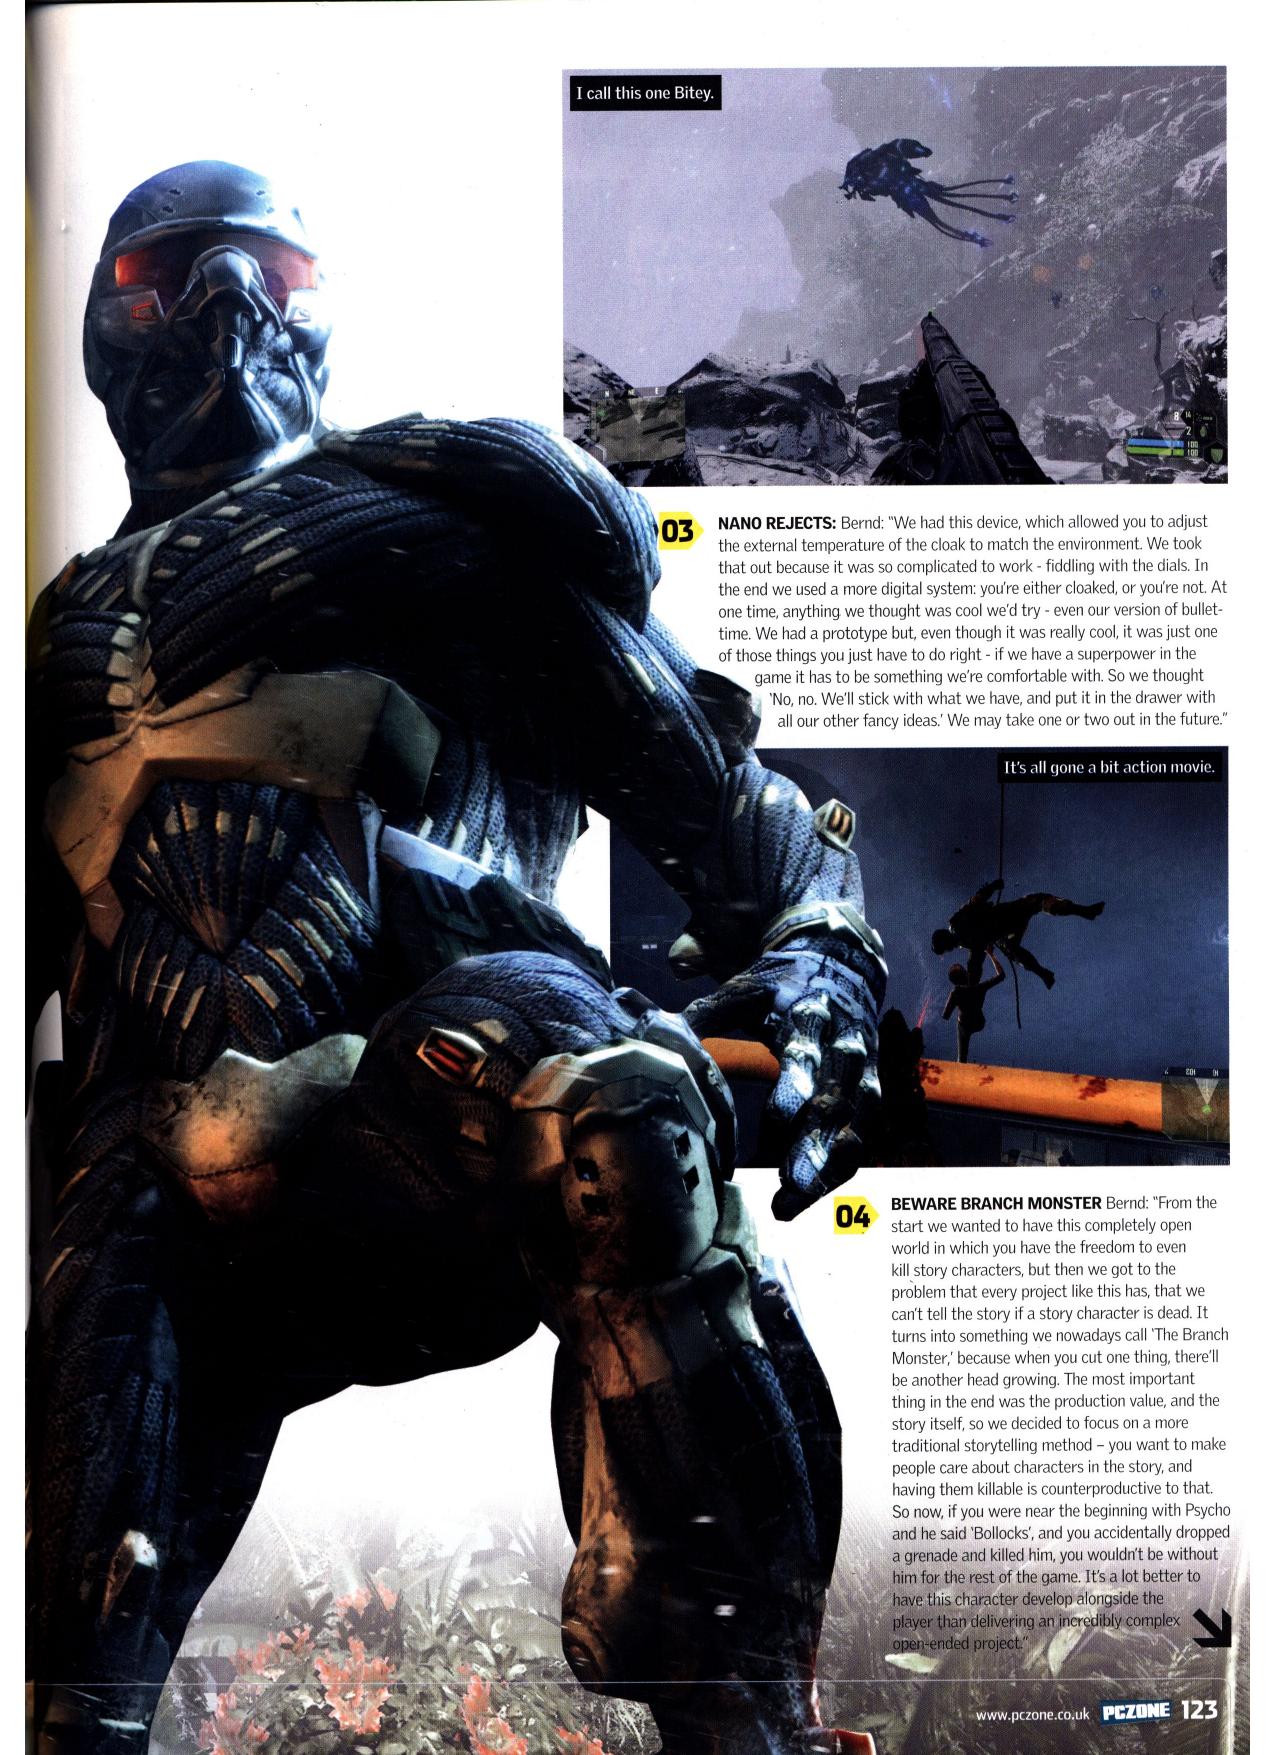 I call this one Bitey.
8 14
2
100
100
03 NANO REJECTS: Bernd: “We had this device, which allowed you to adjust
the external temperature of the cloak to match the environment. We took
that out because it was so complicated to work - fiddling with the dials. In
the end we used a more digital system: you’re either cloaked, or you’re not. At
one time, anything we thought was cool we’d try - even our version of bullet-
time. We had a prototype but, even though it was really cool, it was just one
of those things you just have to do right - if we have a superpower in the
game it has to be something we’re comfortable with. So we thought
‘No, no. We’ll stick with what we have, and put it in the drawer with
all our other fancy ideas.’ We may take one or two out in the future.”
It’s all gone a bit action movie.
04 BEWARE BRANCH MONSTER Bernd: “From the
start we wanted to have this completely open
world in which you have the freedom to even
kill story characters, but then we got to the
problem that every project like this has, that we
can’t tell the story if a story character is dead. It
turns into something we nowadays call ‘The Branch
Monster,’ because when you cut one thing, there’ll
be another head growing. The most important
thing in the end was the production value, and the
story itself, so we decided to focus on a more
traditional storytelling method – you want to make
people care about characters in the story, and
having them killable is counterproductive to that.
So now, if you were near the beginning with Psycho
and he said ‘Bollocks’, and you accidentally dropped
a grenade and killed him, you wouldn’t be without
him for the rest of the game. It’s a lot better to
have this character develop alongside the
player than delivering an incredibly complex
open-ended project.”
www.pczone.co.uk PCZONE 123